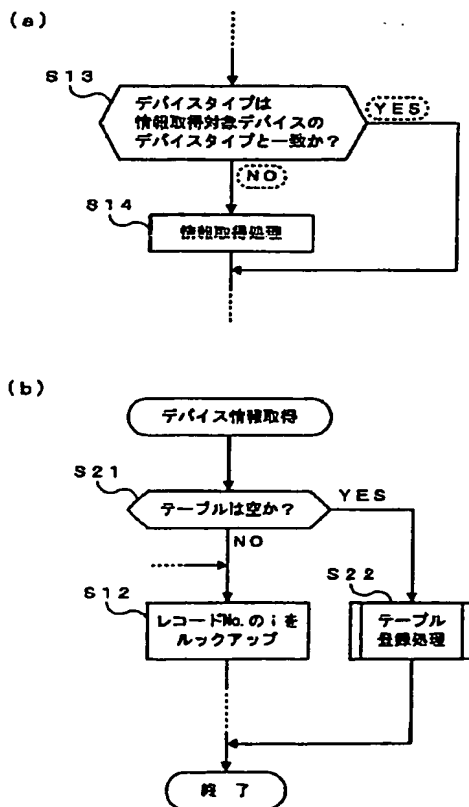 (a)
S13
デバイスタイプは
情報取得対象デバイスの
デバイスタイプと一致か?
YES
NO
S14
情報取得処理
(b)
デバイス情報取得
S21
テーブルは空か?
YES
NO
S12
レコードNo.のiを
ルックアップ
S22
テーブル
登録処理
終 了